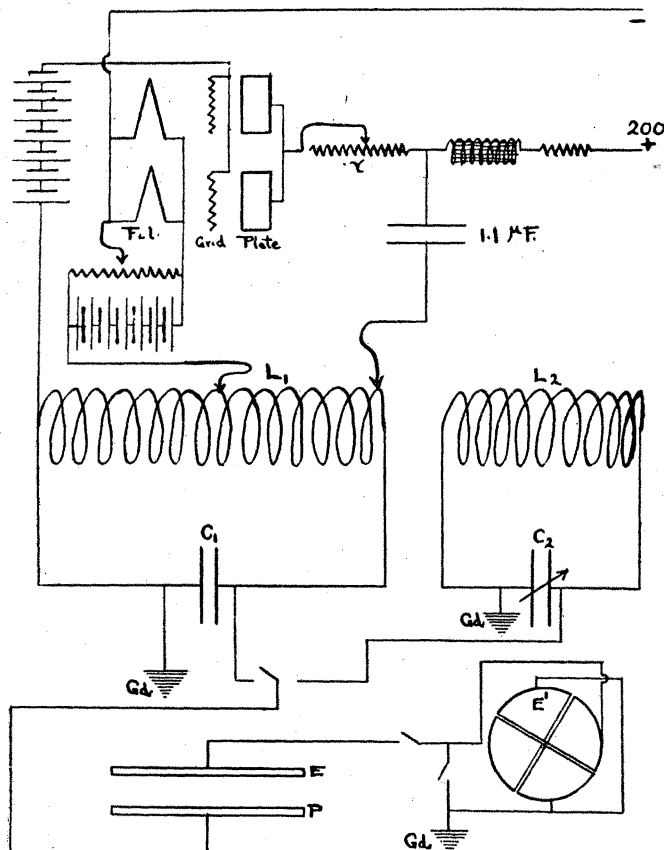 −
200
+
r
Fil.
Grid
Plate
1.1 µF.
L1
L2
C1
C2
Gd.
Gd.
E'
E
P
Gd.